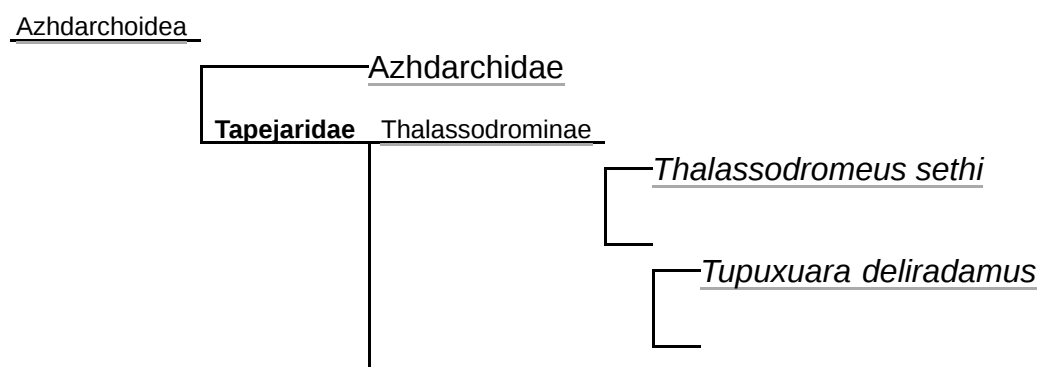 Azhdarchoidea
Azhdarchidae
Tapejaridae Thalassodrominae
Thalassodromeus sethi
Tupuxuara deliradamus